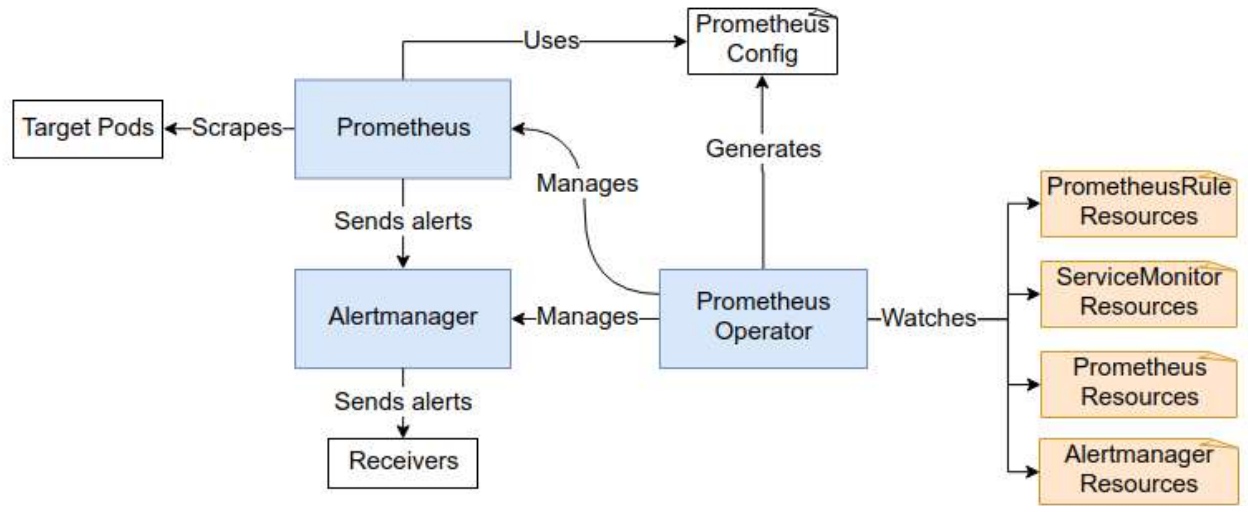 Prometheus
Config
Uses
Target Pods
Scrapes
Prometheus
Generates
Manages
Sends alerts
PrometheusRule
Resources
ServiceMonitor
Resources
Alertmanager
Manages
Prometheus
Operator
Watches
Prometheus
Resources
Sends alerts
Receivers
Alertmanager
Resources